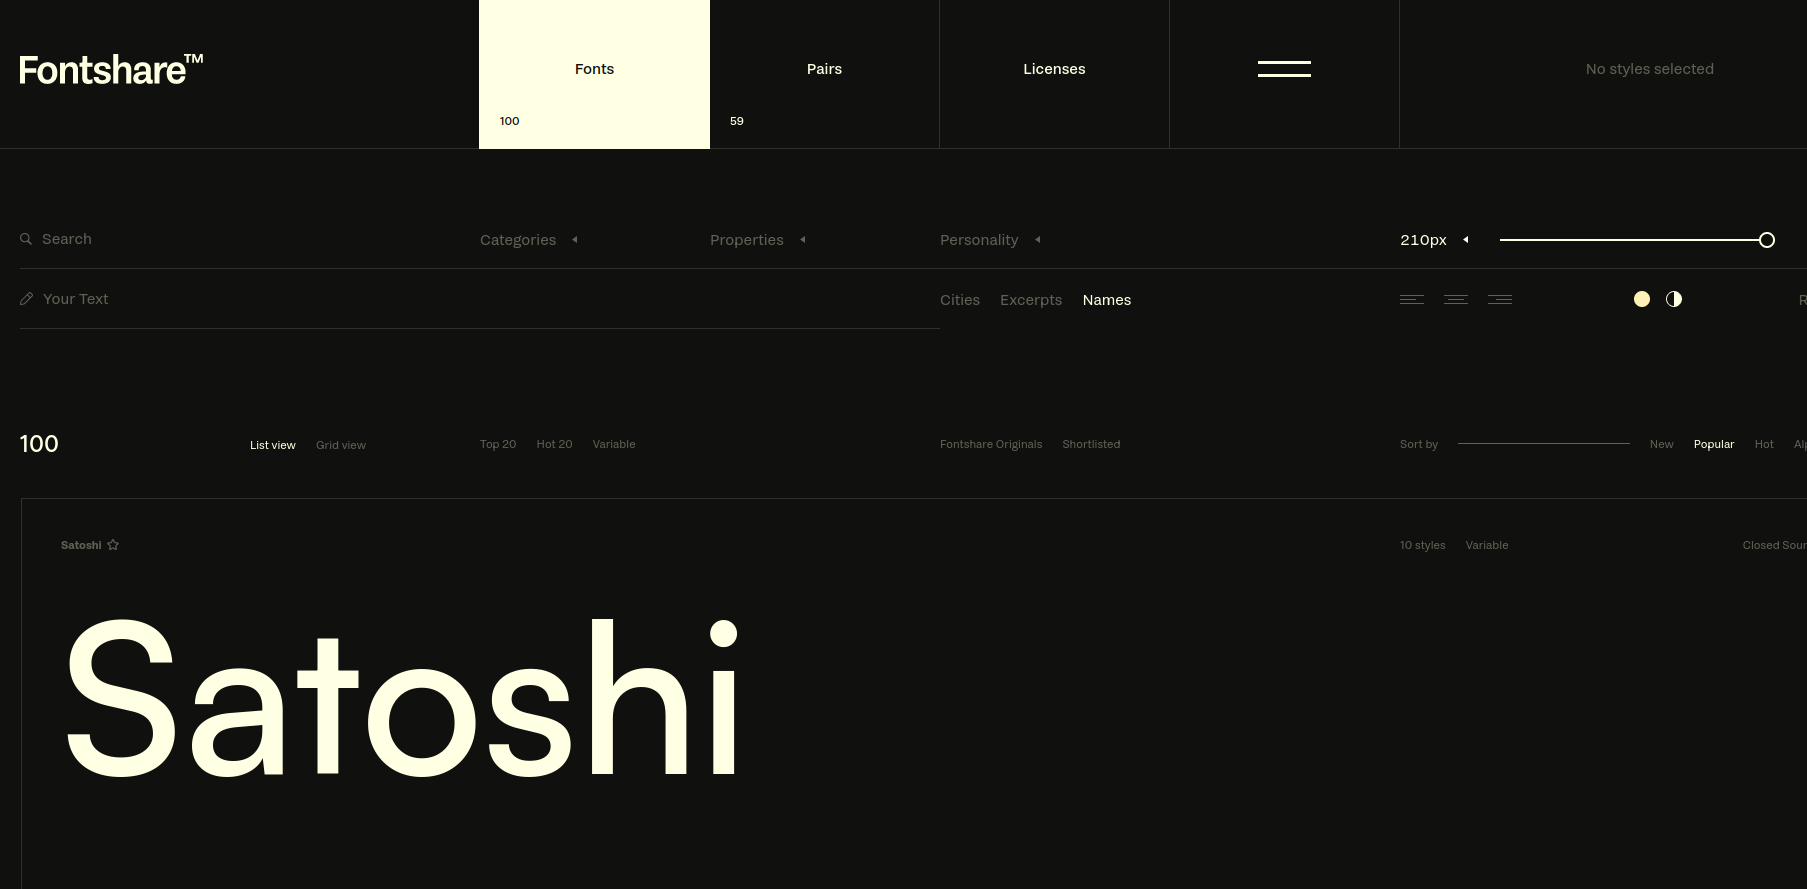 Fontshare™
Fonts
100
Pairs
59
Licenses
No styles selected
Search
Categories
Properties
Personality
210px
Your Text
Cities Excerpts Names
100
List view Grid view
Top 20 Hot 20 Variable
Fontshare Originals Shortlisted
Sort by
New Popular Hot
Satoshi
10 styles Variable
Closed
Satoshi